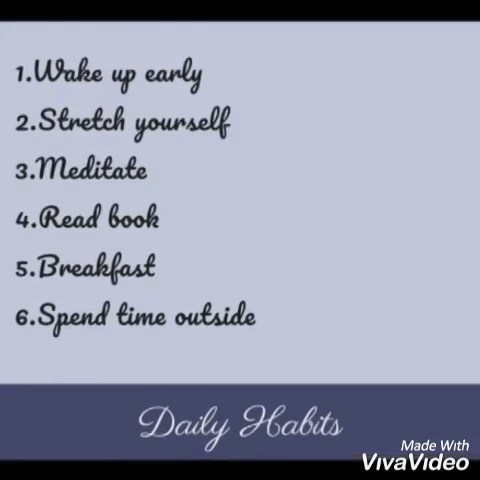 1.Wake up early
2.Stretch yourself
3.Meditate
4.Read book
5.Breakfast
6.Spend time outside
Daily Habits
Made With
VivaVideo